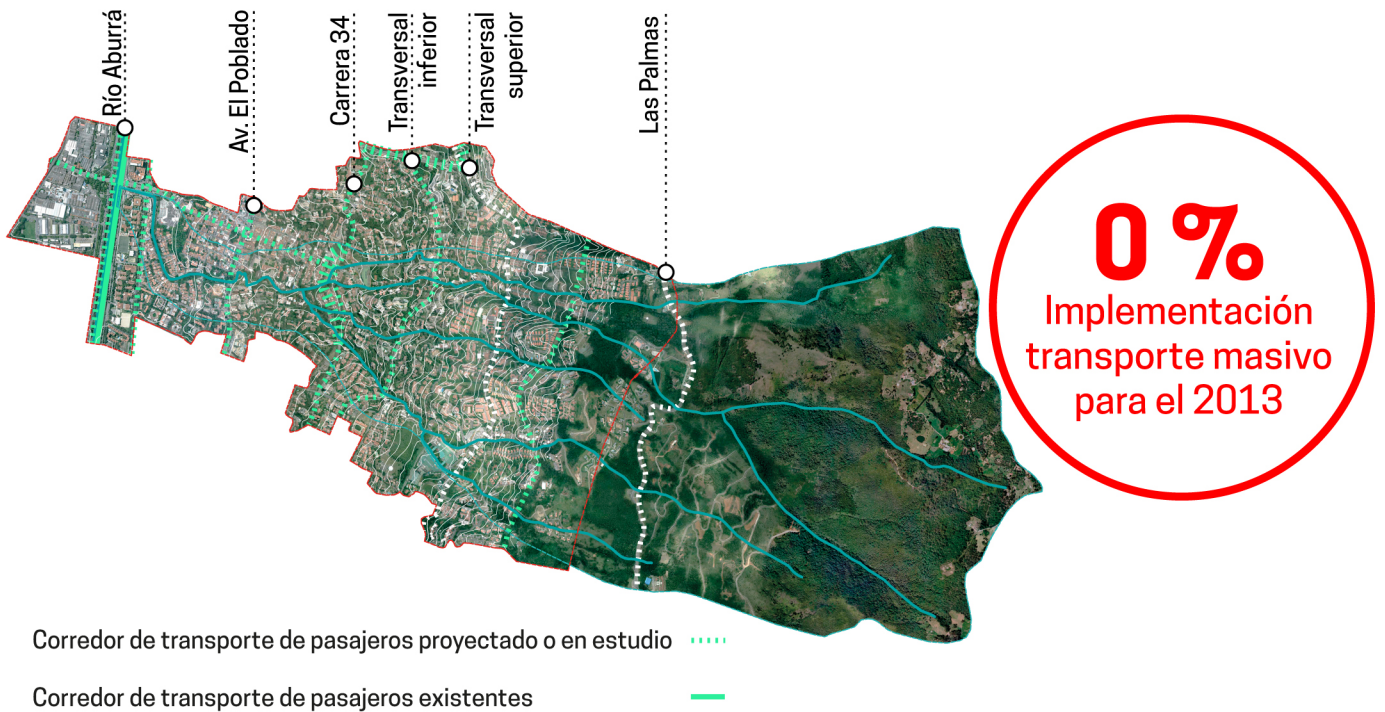 Río Aburrá
Av. El Poblado
Carrera 34
Transversal
inferior
Transversal
superior
Las Palmas
0 %
Implementación
transporte masivo
para el 2013
Corredor de transporte de pasajeros proyectado o en estudio
Corredor de transporte de pasajeros existentes